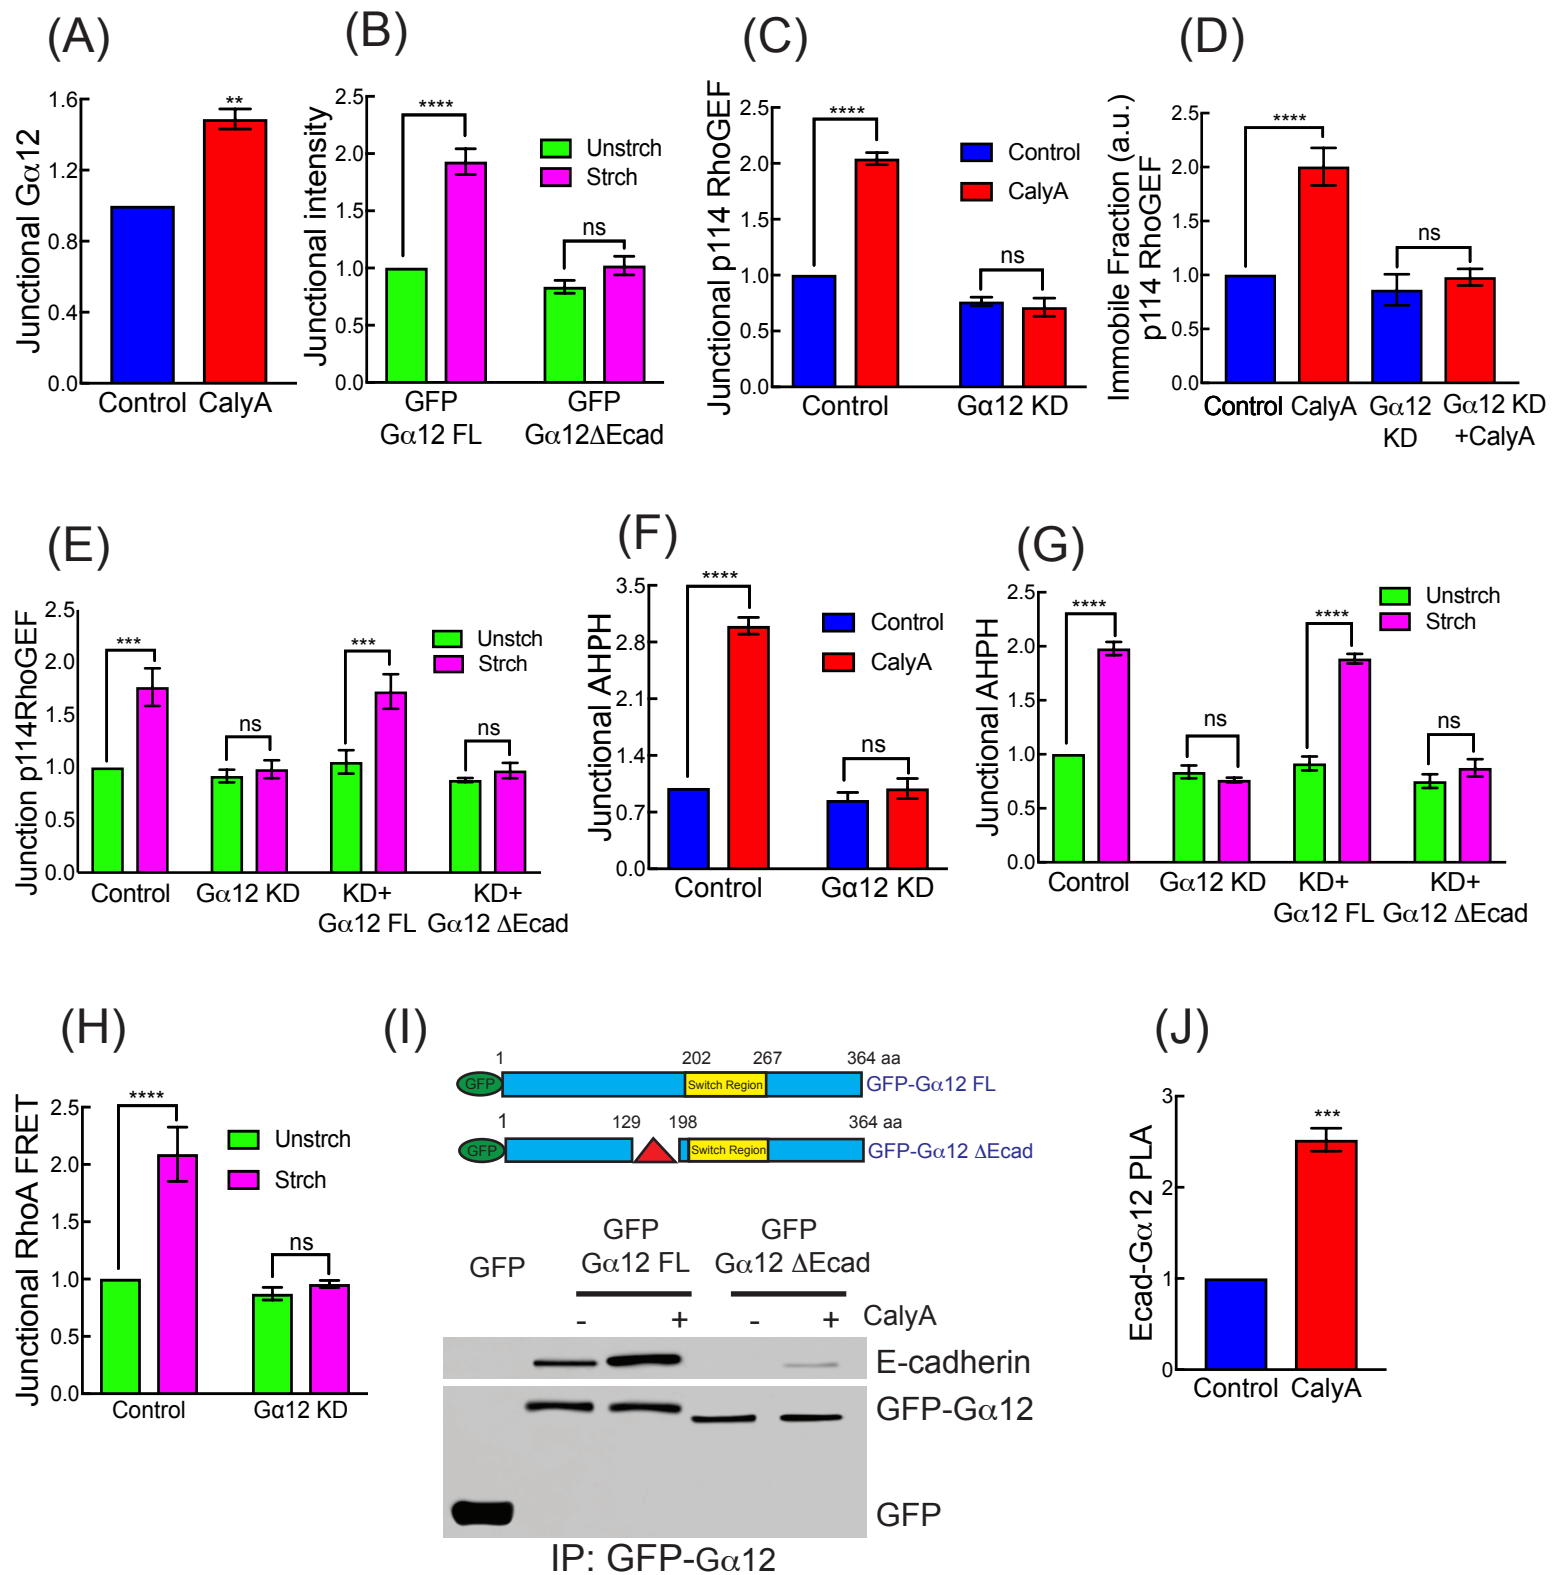 (A)
Junctional Gα12
1.6
1.2
0.8
0.4
0.0
**
Control CalyA
(B)
Junctional intensity
2.5
2.0
1.5
1.0
0.5
0.0
****
ns
Unstrch
Strch
GFP
Gα12 FL
GFP
Gα12ΔEcad
(C)
Junctional p114 RhoGEF
2.5
2.0
1.5
1.0
0.5
0.0
****
ns
Control
CalyA
Control
Gα12 KD
(D)
Immobile Fraction (a.u.)
p114 RhoGEF
2.5
2.0
1.5
1.0
0.5
0.0
****
ns
Control
CalyA
Gα12
KD
Gα12 KD
+CalyA
(E)
Junction p114RhoGEF
2.5
2.0
1.5
1.0
0.5
0.0
***
ns
***
ns
Unstch
Strch
Control
Gα12 KD
KD+
Gα12 FL
KD+
Gα12 ΔEcad
(F)
Junctional AHPH
3.5
2.8
2.1
1.4
0.7
0.0
****
ns
Control
CalyA
Control
Gα12 KD
(G)
Junctional AHPH
2.5
2.0
1.5
1.0
0.5
0.0
****
ns
****
ns
Unstrch
Strch
Control
Gα12 KD
KD+
Gα12 FL
KD+
Gα12 ΔEcad
(H)
Junctional RhoA FRET
2.5
2.0
1.5
1.0
0.5
0.0
****
ns
Unstrch
Strch
Control
Gα12 KD
(I)
1 202 267 364 aa
GFP Switch Region GFP-Gα12 FL
1 129 198 364 aa
GFP Switch Region GFP-Gα12 ΔEcad
GFP
GFP
Gα12 FL
GFP
Gα12 ΔEcad
- + - + CalyA
E-cadherin
GFP-Gα12
GFP
IP: GFP-Gα12
(J)
Ecad-Gα12 PLA
3
2
1
0
***
Control CalyA